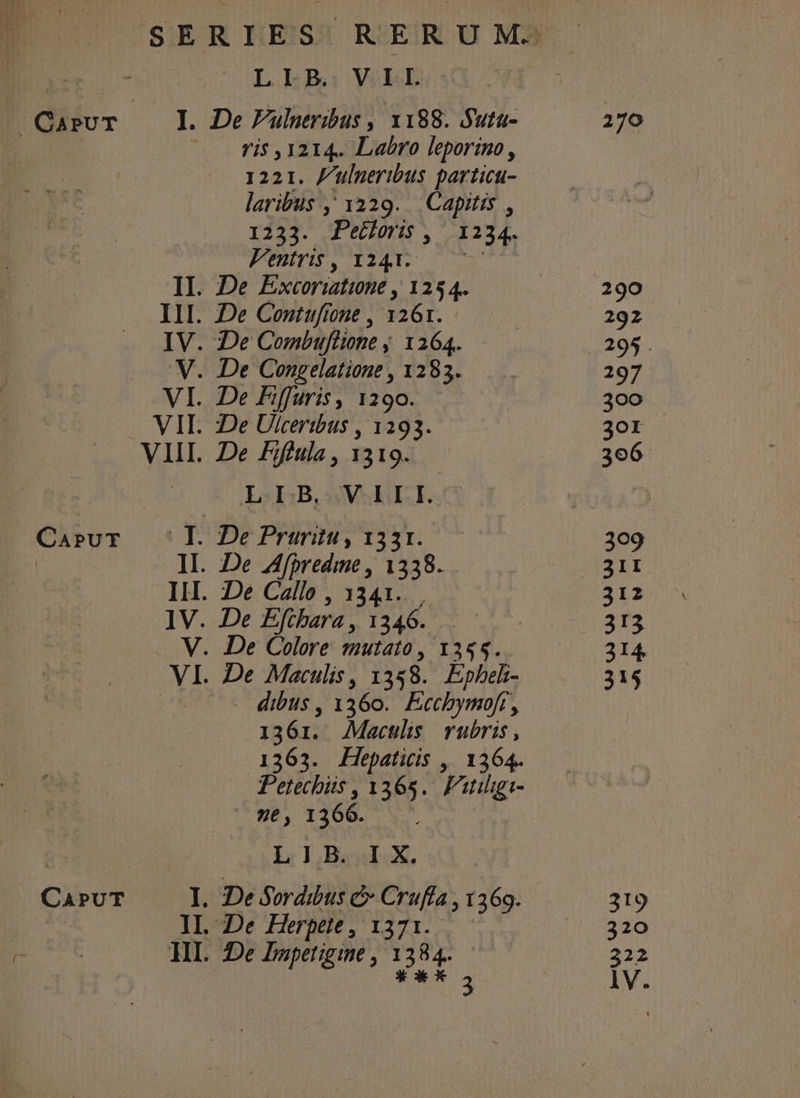 SERIES RERUM.
LIB. VII.
CAPUT I. De Vulneribus, 1188. Sutu- 270
ris, 1214. Labro leporino,
1221. Vulneribus particu-
laribus, 1229. Capitis,
1233. Pectoris, 1234.
Ventris, 1241.
II. De Excoriatione, 1254. 290
III. De Contuſione, 1261. 292
IV. De Combuſtione, 1264. 295.
V. De Congelatione, 1283. 297
VI. De Fiſſuris, 1290. 300
VII. De Ulceribus, 1293. 301
VIII. De Fiſtula, 1319. 306
LIB. VIII.
CAPUT I. De Pruritu, 1331. 309
II. De Aſpredine, 1338. 311
III. De Callo, 1341. 312
IV. De Eſchara, 1346. 313
V. De Colore mutato, 1355. 314
VI. De Maculis, 1358. Epheli- 315
dibus, 1360. Ecchymoſi,
1361. Maculis rubris,
1363. Hepaticis, 1364.
Petechiis, 1365. Vitiligi-
ne, 1366.
LIB. IX.
CAPUT I. De Sordibus & Cruſta, 1369. 319
II. De Herpete, 1371. 320
III. De Impetigine, 1384. 322
*** 3 IV.